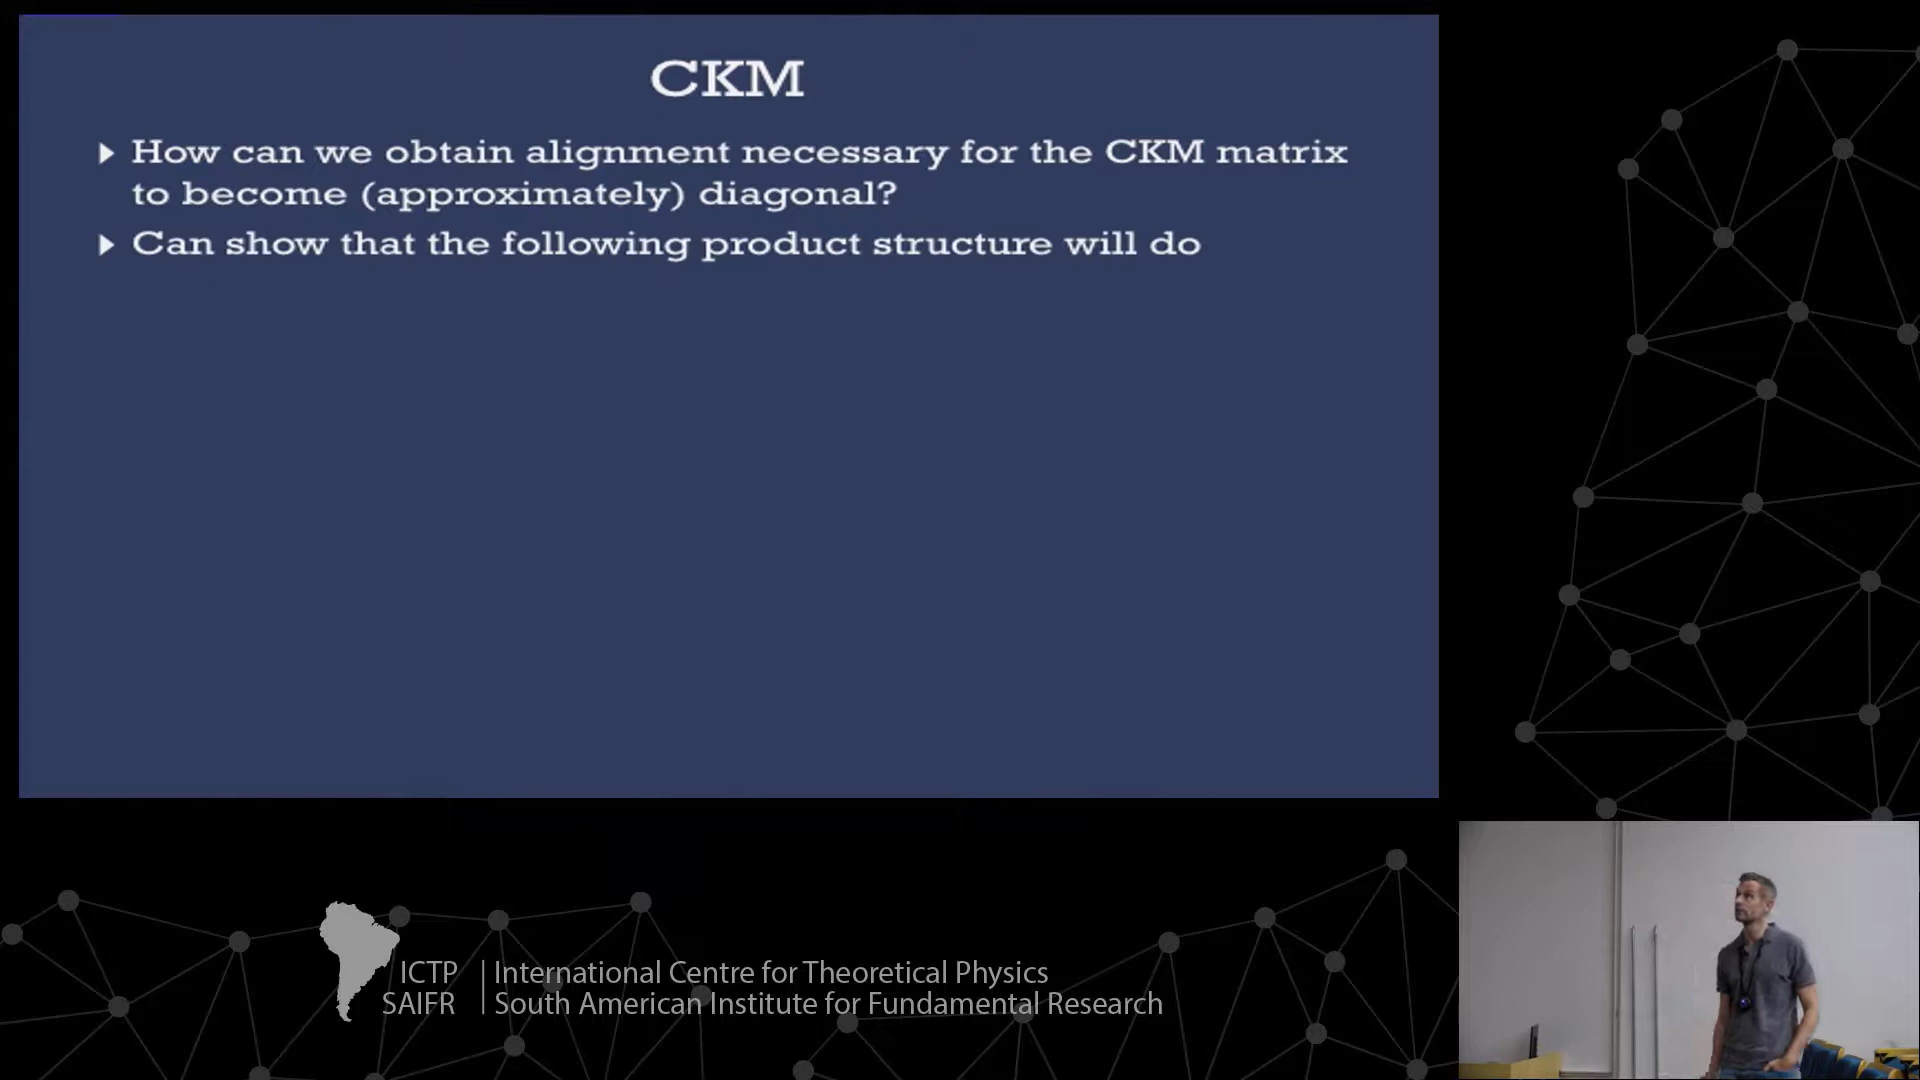 CKM
How can we obtain alignment necessary for the CKM matrix
to become (approximately) diagonal?
Can show that the following product structure will do
ICTP
SAIFR
International Centre for Theoretical Physics
South American Institute for Fundamental Research